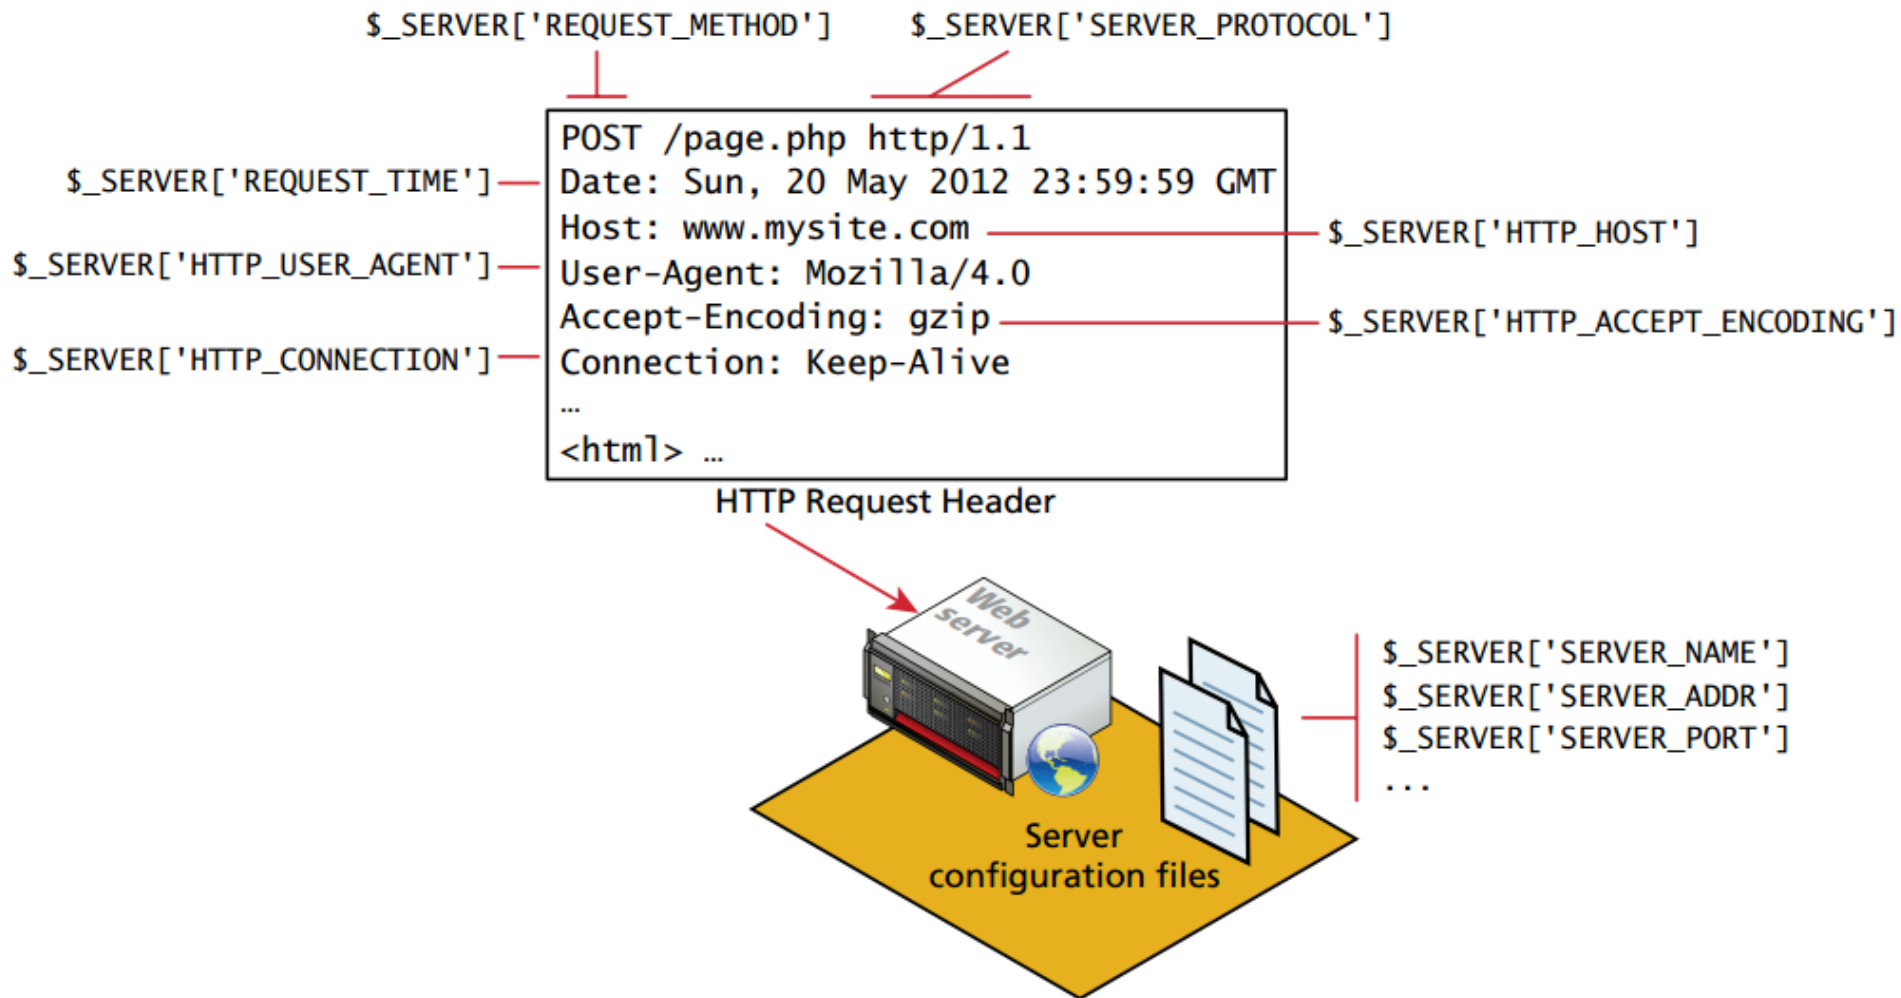 $_SERVER['REQUEST_METHOD']
$_SERVER['SERVER_PROTOCOL']
POST /page.php http/1.1
$_SERVER['REQUEST_TIME']
Date: Sun, 20 May 2012 23:59:59 GMT
Host: www.mysite.com
$_SERVER['HTTP_HOST']
$_SERVER['HTTP_USER_AGENT']
User-Agent: Mozilla/4.0
Accept-Encoding: gzip
$_SERVER['HTTP_ACCEPT_ENCODING']
$_SERVER['HTTP_CONNECTION']
Connection: Keep-Alive
…
<html> …
HTTP Request Header
Web
server
$_SERVER['SERVER_NAME']
$_SERVER['SERVER_ADDR']
$_SERVER['SERVER_PORT']
...
Server
configuration files